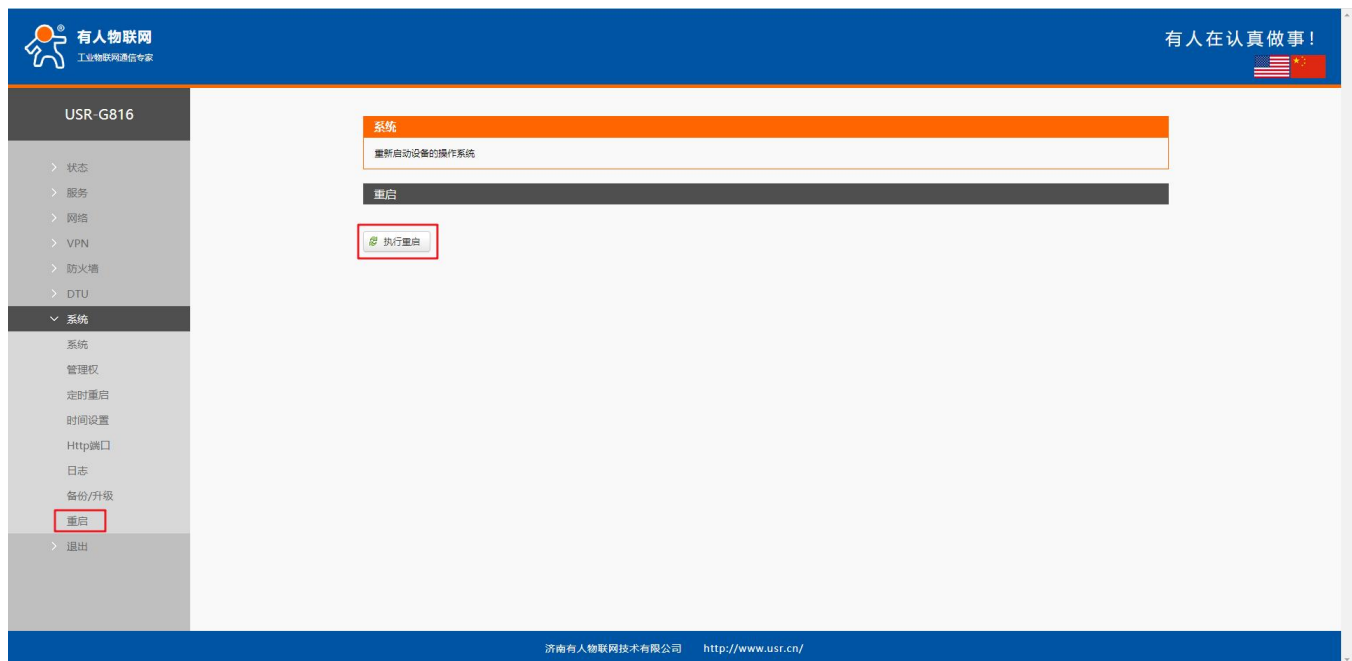 有人物联网
工业物联网通信专家
有人在认真做事！
USR-G816
状态
服务
网络
VPN
防火墙
DTU
系统
系统
管理权
定时重启
时间设置
Http端口
日志
备份/升级
重启
退出
系统
重新启动设备的操作系统
重启
执行重启
济南有人物联网技术有限公司 http://www.usr.cn/